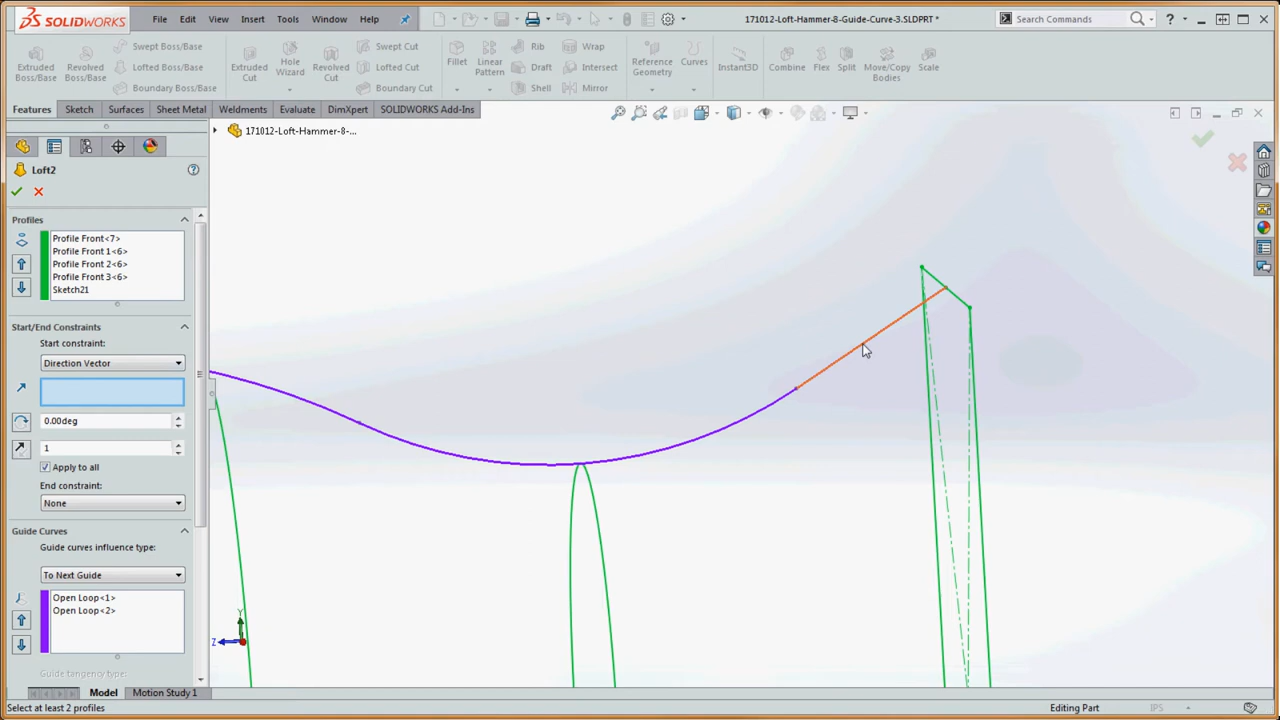 SOLIDWORKS File Edit View Insert Tools Window Help 171012-Loft-Hammer-8-Guide-Curve-3.SLDPRT * Search Commands ?
Extruded Boss/Base
Revolved Boss/Base
Swept Boss/Base
Lofted Boss/Base
Boundary Boss/Base
Extruded Cut
Hole Wizard
Revolved Cut
Swept Cut
Lofted Cut
Boundary Cut
Fillet
Linear Pattern
Rib
Draft
Shell
Wrap
Intersect
Mirror
Reference Geometry
Curves
Instant3D
Combine
Flex
Split
Move/Copy Bodies
Scale
Features Sketch Surfaces Sheet Metal Weldments Evaluate DimXpert SOLIDWORKS Add-Ins
171012-Loft-Hammer-8-...
Loft2
Profiles
Profile Front<7>
Profile Front 1<6>
Profile Front 2<6>
Profile Front 3<6>
Sketch21
Start/End Constraints
Start constraint:
Direction Vector
0.00deg
1
Apply to all
End constraint:
None
Guide Curves
Guide curves influence type:
To Next Guide
Open Loop<1>
Open Loop<2>
Y
Z
Guide tangency type:
Model Motion Study 1
Select at least 2 profiles Editing Part IPS